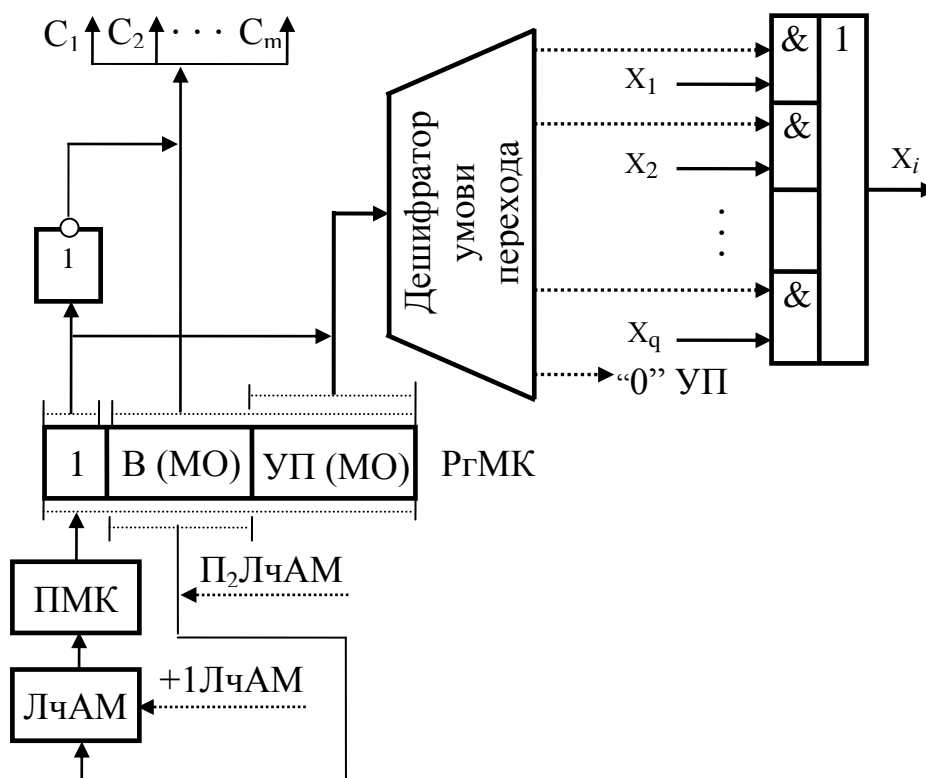 C1 C2 · · · Cm
& 1
X1
&
X2
Xi
Дешифратор
умови
перехода
1
. . .
&
Xq
“0” УП
1 В (МО) УП (МО) РгМК
П2ЛчАМ
ПМК
+1ЛчАМ
ЛчАМ